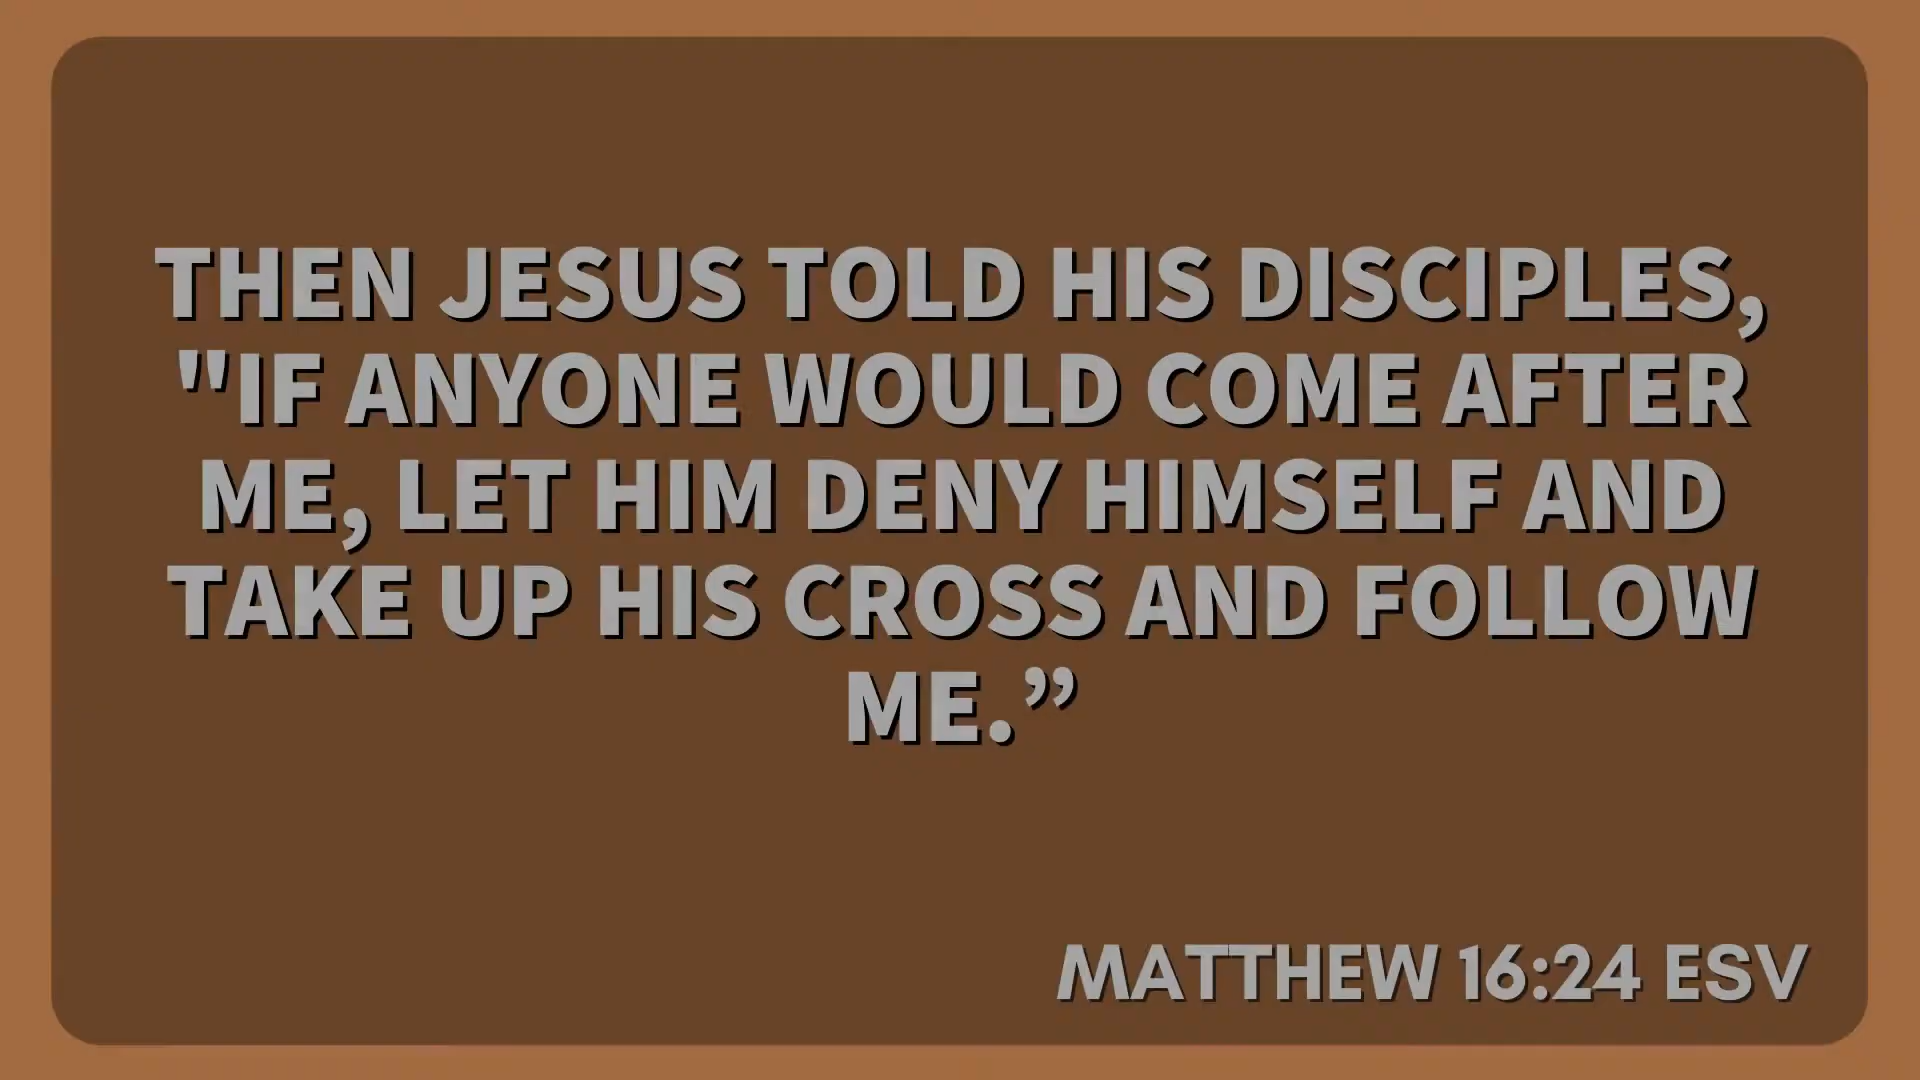 THEN JESUS TOLD HIS DISCIPLES,
"IF ANYONE WOULD COME AFTER
ME, LET HIM DENY HIMSELF AND
TAKE UP HIS CROSS AND FOLLOW
ME.”
MATTHEW 16:24 ESV